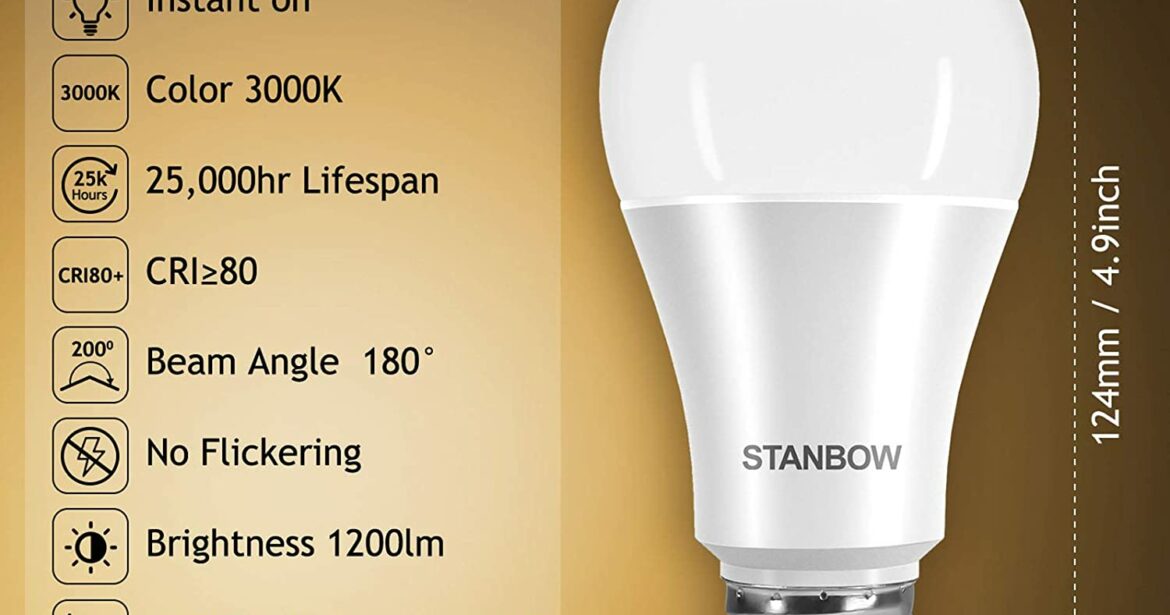 Instant on
3000K
Color 3000K
25k
Hours
25,000hr Lifespan
CRI80+
CRI≥80
200⁰
Beam Angle 180°
No Flickering
Brightness 1200lm
STANBOW
124mm / 4.9inch